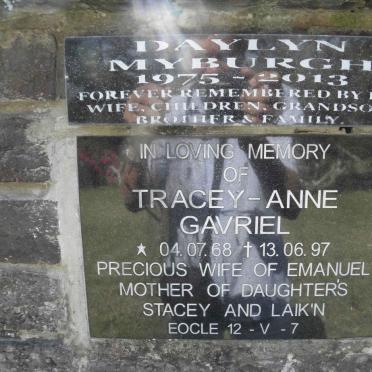 DAYLYN
MYBURGH
1975 - 2013
FOREVER REMEMBERED BY
WIFE, CHILDREN, GRANDSO
BROTHER & FAMILY.
IN LOVING MEMORY
OF
TRACEY-ANNE
GAVRIEL
★ 04.07.68 † 13.06.97
PRECIOUS WIFE OF EMANUEL
MOTHER OF DAUGHTER'S
STACEY AND LAIK'N
EOCLE 12 - V - 7